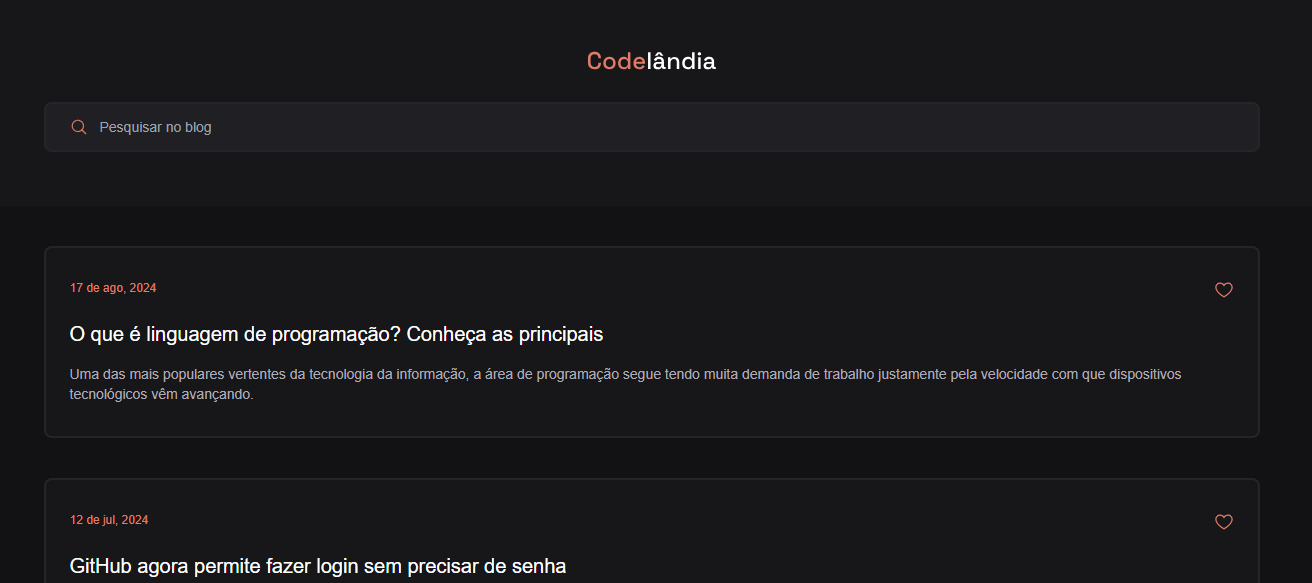 Codelândia
Pesquisar no blog
17 de ago, 2024
O que é linguagem de programação? Conheça as principais
Uma das mais populares vertentes da tecnologia da informação, a área de programação segue tendo muita demanda de trabalho justamente pela velocidade com que dispositivos
tecnológicos vêm avançando.
12 de jul, 2024
GitHub agora permite fazer login sem precisar de senha